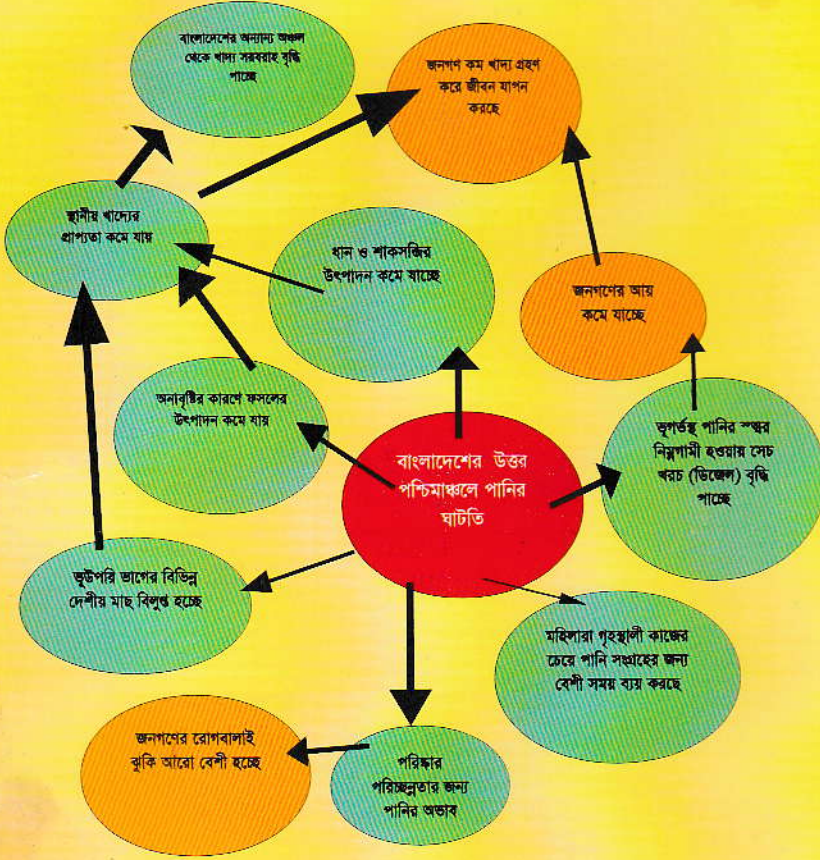 বাংলাদেশের অন্যান্য অঞ্চল
থেকে খাদ্য সরবরাহ বৃদ্ধি
পাচ্ছে
জনগণ কম খাদ্য গ্রহণ
করে জীবন যাপন
করছে
স্থানীয় খাদ্যের
প্রাপ্যতা কমে যায়
ধান ও শাকসব্জির
উৎপাদন কমে যাচ্ছে
জনগণের আয়
কমে যাচ্ছে
অনাবৃষ্টির কারণে ফসলের
উৎপাদন কমে যায়
ভূগর্ভস্থ পানির স্তর
নিম্নগামী হওয়ায় সেচ
খরচ (ডিজেল) বৃদ্ধি
পাচ্ছে
বাংলাদেশের উত্তর
পশ্চিমাঞ্চলে পানির
ঘাটতি
ভূউপরি ভাগের বিভিন্ন
দেশীয় মাছ বিলুপ্ত হচ্ছে
মহিলারা গৃহস্থালী কাজের
চেয়ে পানি সংগ্রহের জন্য
বেশী সময় ব্যয় করছে
জনগণের রোগবালাই
ঝুকি আরো বেশী হচ্ছে
পরিষ্কার
পরিচ্ছন্নতার জন্য
পানির অভাব